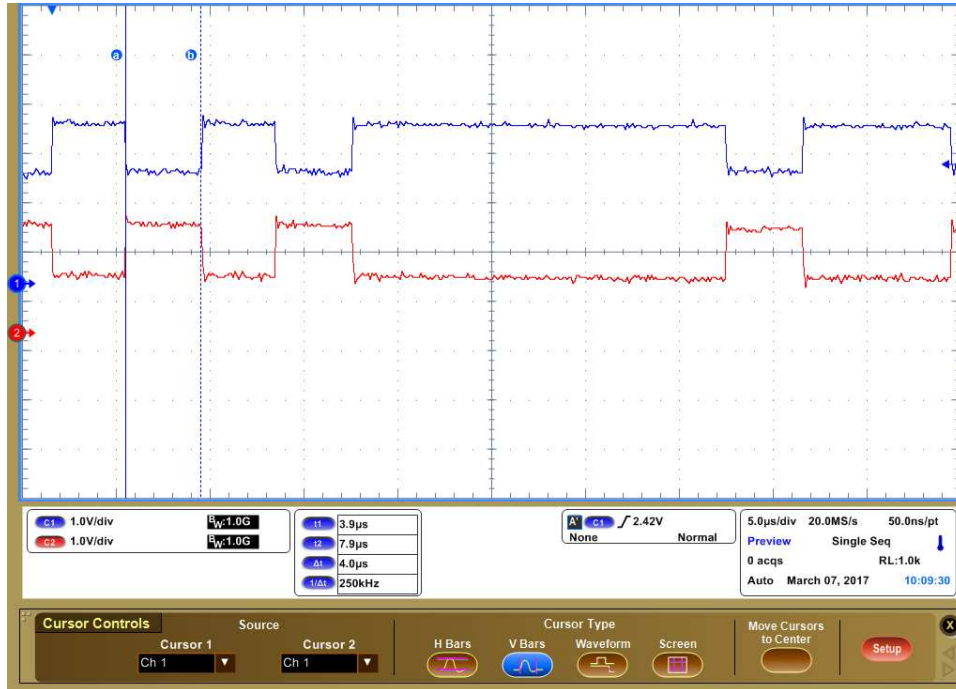 a b
1
2
C1 1.0V/div BW:1.0G
C2 1.0V/div BW:1.0G
t1 3.9µs
t2 7.9µs
Δt 4.0µs
1/Δt 250kHz
A' C1 2.42V
None Normal
5.0µs/div 20.0MS/s 50.0ns/pt
Preview Single Seq
0 acqs RL:1.0k
Auto March 07, 2017 10:09:30
Cursor Controls Source Cursor Type Move Cursors to Center X
Cursor 1 Cursor 2 H Bars V Bars Waveform Screen Setup
Ch 1 Ch 1